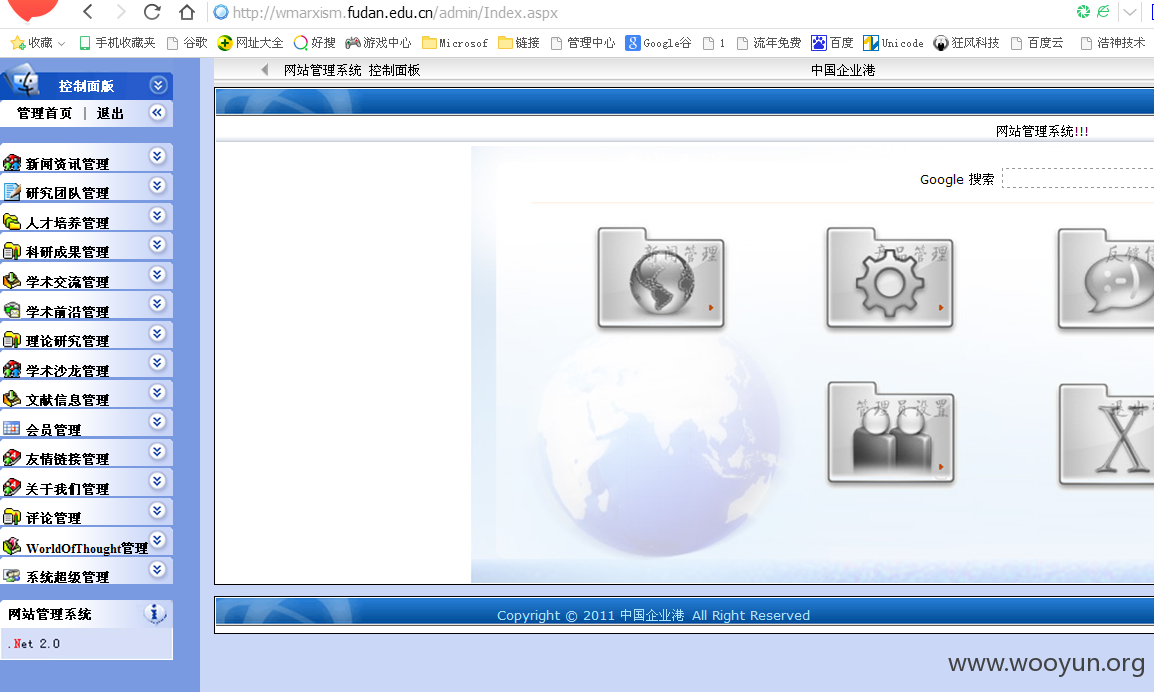 http://wmarxism.fudan.edu.cn/admin/Index.aspx
收藏 手机收藏夹 谷歌 网址大全 好搜 游戏中心 Microsof 链接 管理中心 Google谷 1 流年免费 百度 Unicode 狂风科技 百度云 浩神技术
控制面版
管理首页 | 退出
新闻资讯管理
研究团队管理
人才培养管理
科研成果管理
学术交流管理
学术前沿管理
理论研究管理
学术沙龙管理
文献信息管理
会员管理
友情链接管理
关于我们管理
评论管理
WorldOfThought管理
系统超级管理
网站管理系统
.Net 2.0
网站管理系统 控制面板 中国企业港
网站管理系统!!!
Google 搜索
新闻管理 产品管理 反馈信
管理员设置 退出管
Copyright © 2011 中国企业港 All Right Reserved
www.wooyun.org